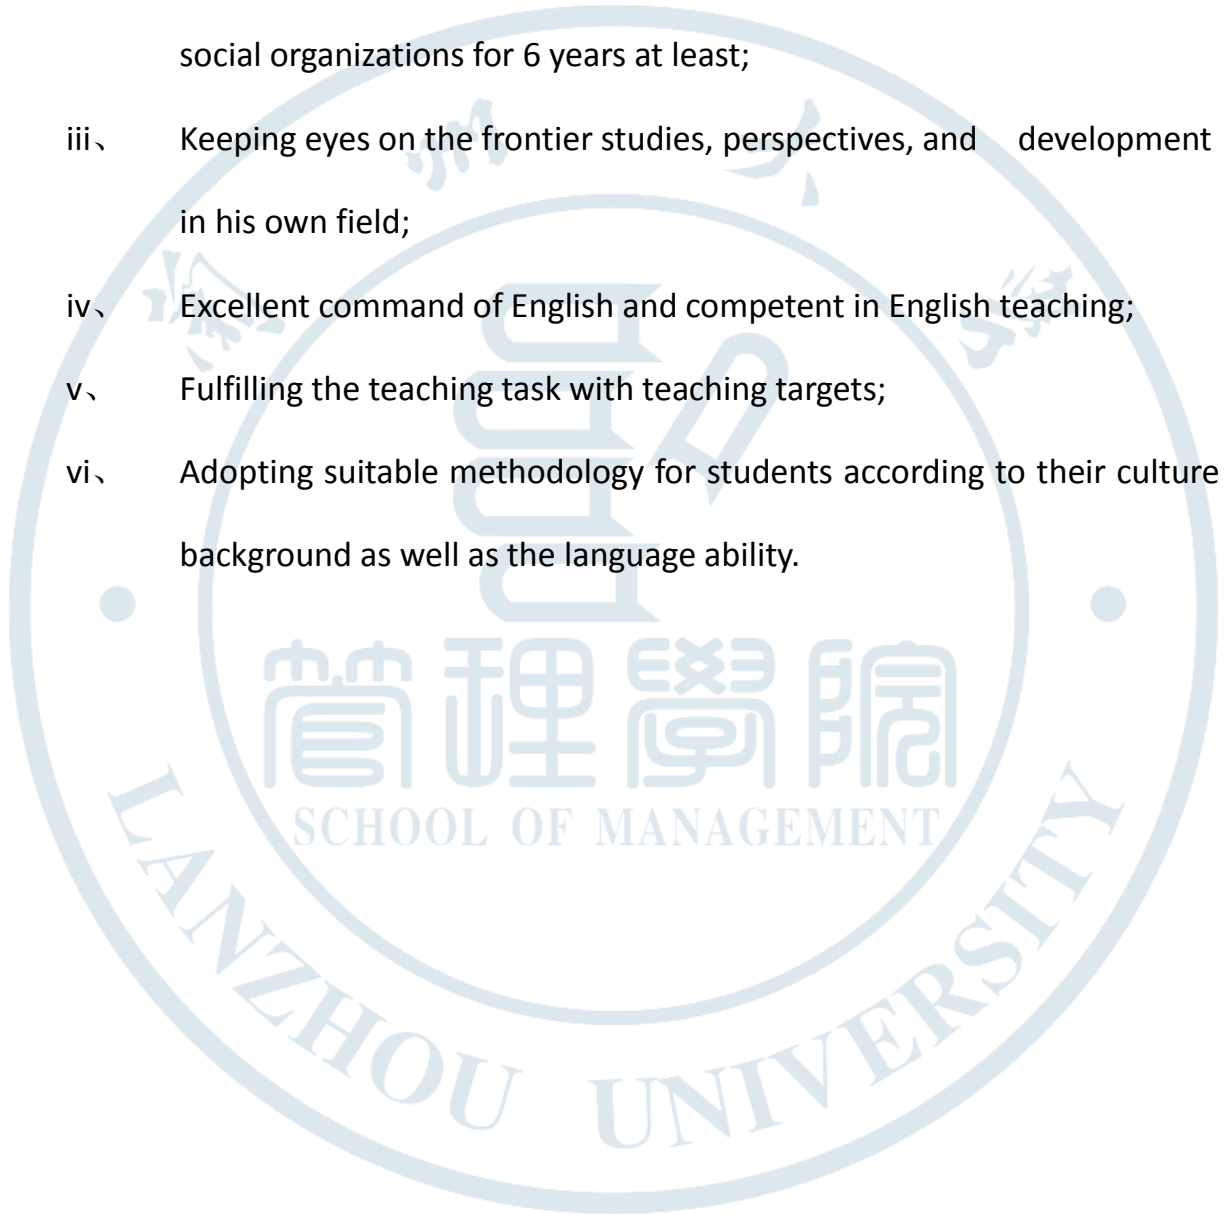 social organizations for 6 years at least;
iii、 Keeping eyes on the frontier studies, perspectives, and development
in his own field;
iv、 Excellent command of English and competent in English teaching;
v、 Fulfilling the teaching task with teaching targets;
vi、 Adopting suitable methodology for students according to their culture
background as well as the language ability.
管理學院
SCHOOL OF MANAGEMENT
LANZHOU UNIVERSITY